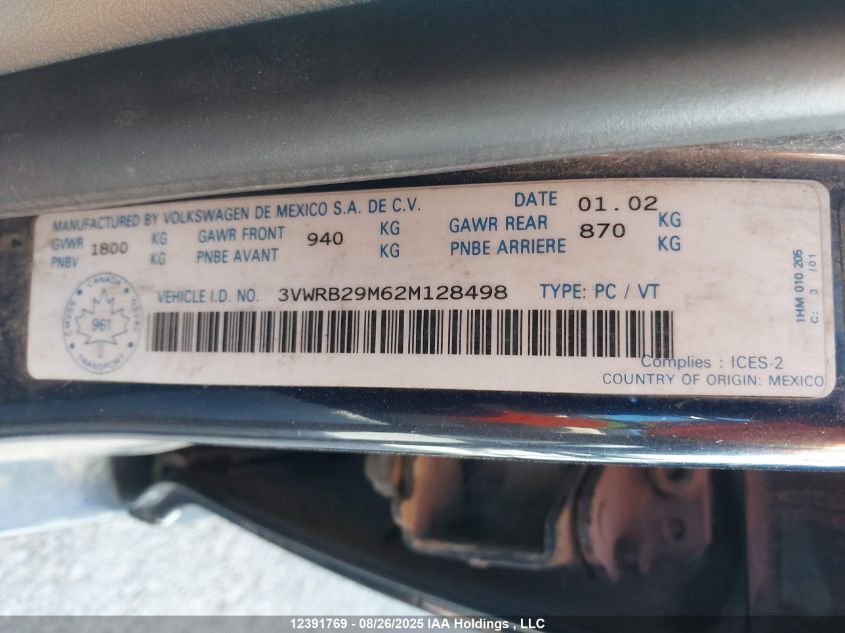 MANUFACTURED BY VOLKSWAGEN DE MEXICO S.A. DE C.V. DATE 01.02
GVWR 1800 KG GAWR FRONT 940 KG GAWR REAR 870 KG
PNBV KG PNBE AVANT KG PNBE ARRIERE KG
VEHICLE I.D. NO. 3VWRB29M62M128498 TYPE: PC / VT
CANADA
961
TRANSPORT
Complies : ICES-2
COUNTRY OF ORIGIN: MEXICO
1HM 010 205
C: 3 /01
12391769 - 08/26/2025 IAA Holdings , LLC